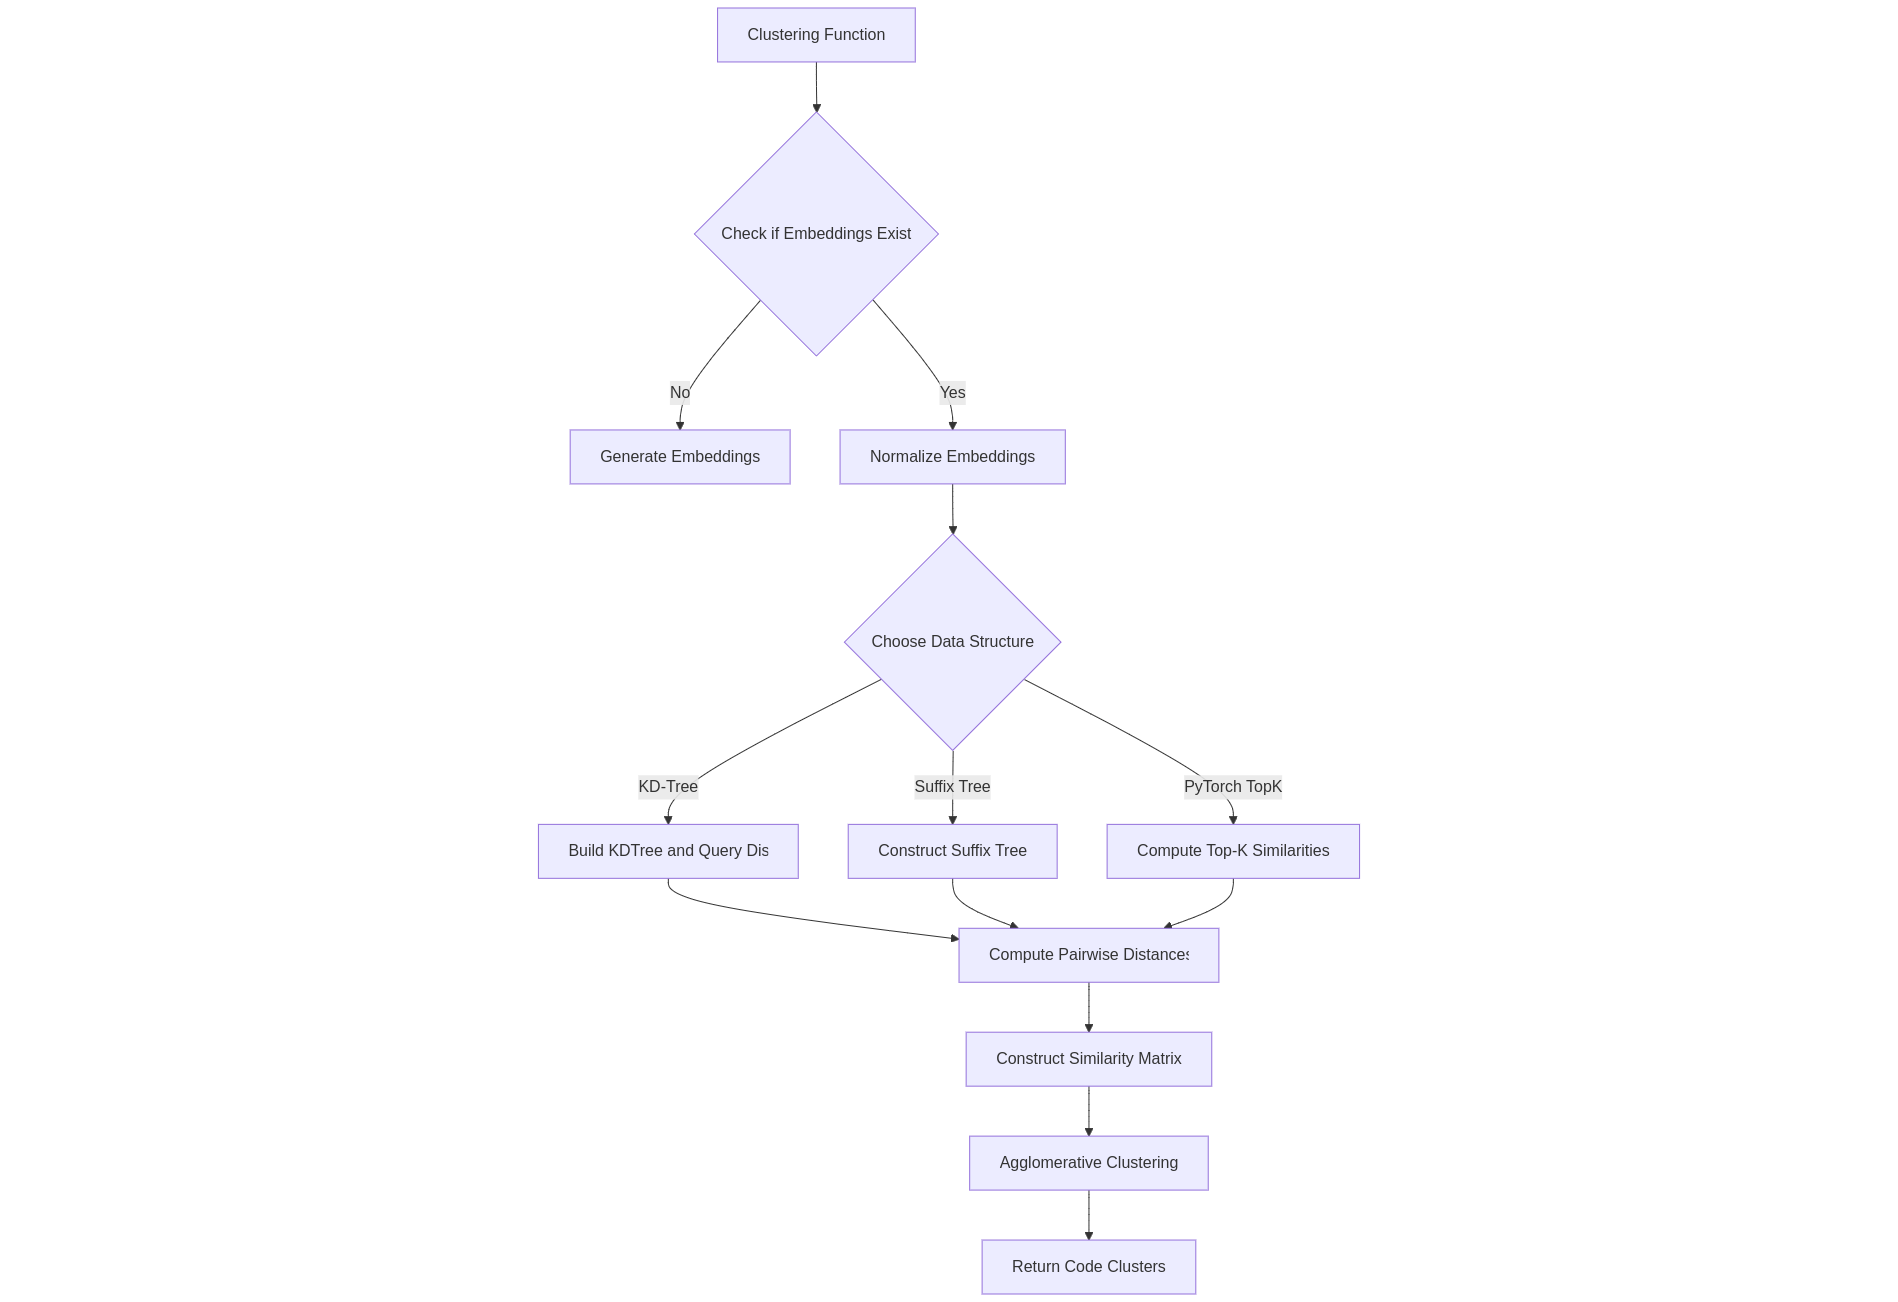 Clustering Function
Check if Embeddings Exist
No
Yes
Generate Embeddings
Normalize Embeddings
Choose Data Structure
KD-Tree
Suffix Tree
PyTorch TopK
Build KDTree and Query Dis
Construct Suffix Tree
Compute Top-K Similarities
Compute Pairwise Distances
Construct Similarity Matrix
Agglomerative Clustering
Return Code Clusters